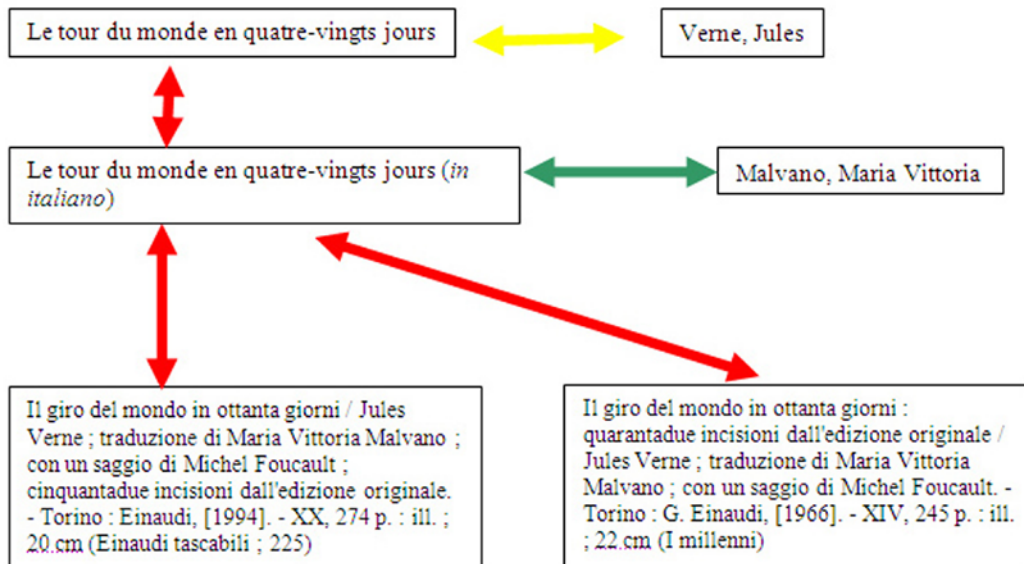 Le tour du monde en quatre-vingts jours
Verne, Jules
Le tour du monde en quatre-vingts jours (in
italiano)
Malvano, Maria Vittoria
Il giro del mondo in ottanta giorni / Jules
Verne ; traduzione di Maria Vittoria Malvano ;
con un saggio di Michel Foucault ;
cinquantadue incisioni dall'edizione originale.
- Torino : Einaudi, [1994]. - XX, 274 p. : ill. ;
20.cm (Einaudi tascabili ; 225)
Il giro del mondo in ottanta giorni :
quarantadue incisioni dall'edizione originale /
Jules Verne ; traduzione di Maria Vittoria
Malvano ; con un saggio di Michel Foucault. -
Torino : G. Einaudi, [1966]. - XIV, 245 p. : ill.
; 22.cm (I millenni)